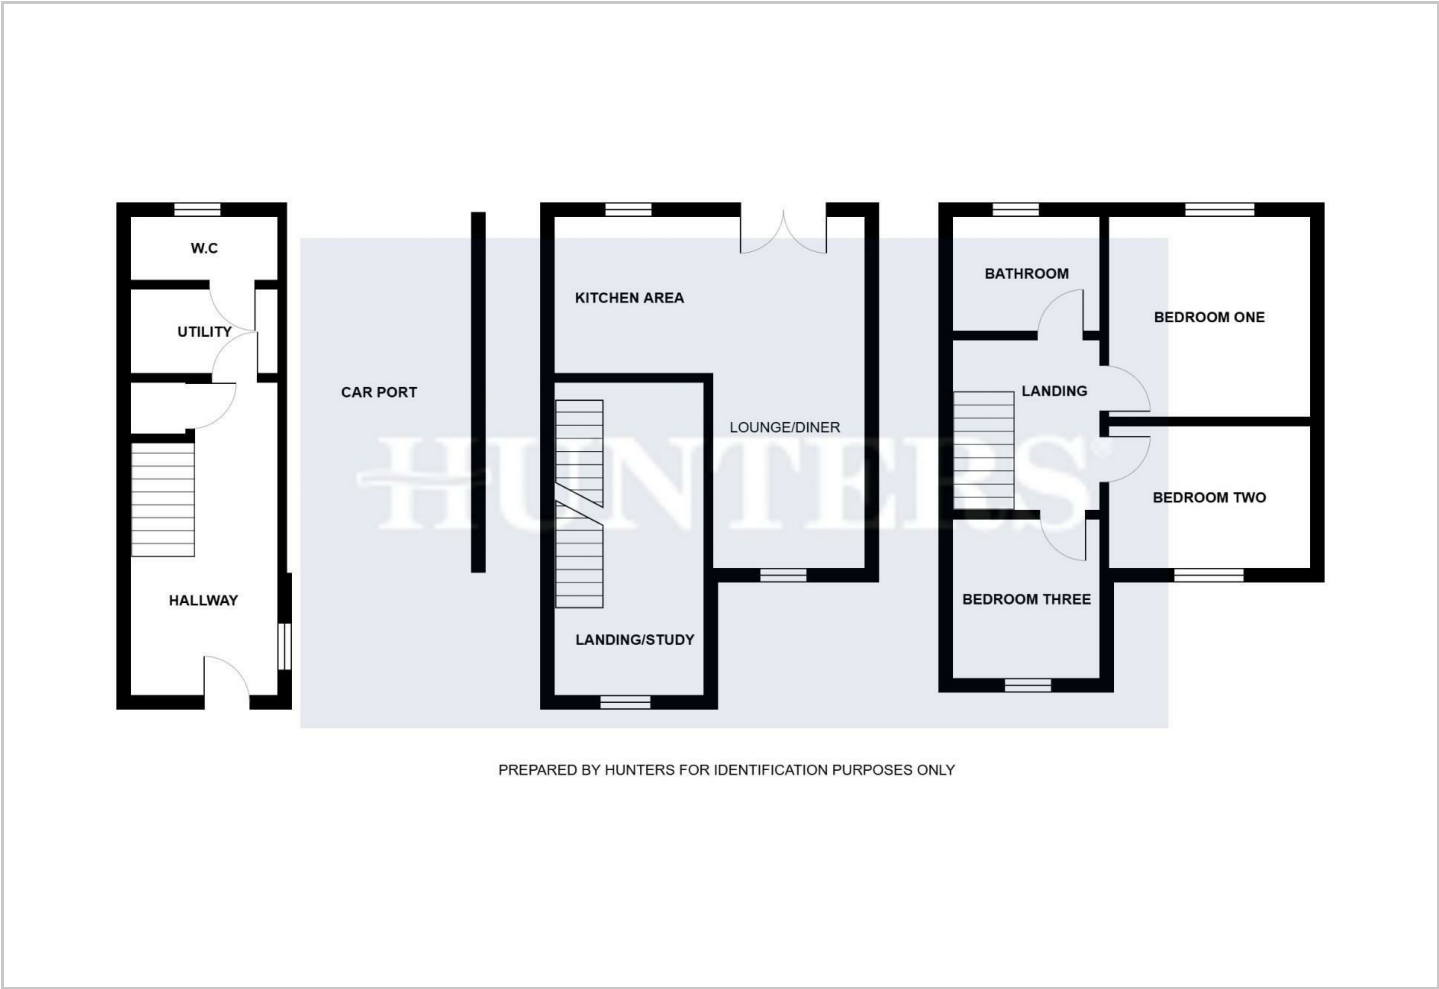 W.C
UTILITY
HALLWAY
CAR PORT
KITCHEN AREA
LOUNGE/DINER
LANDING/STUDY
BATHROOM
BEDROOM ONE
LANDING
BEDROOM TWO
BEDROOM THREE
HUNTERS®
PREPARED BY HUNTERS FOR IDENTIFICATION PURPOSES ONLY